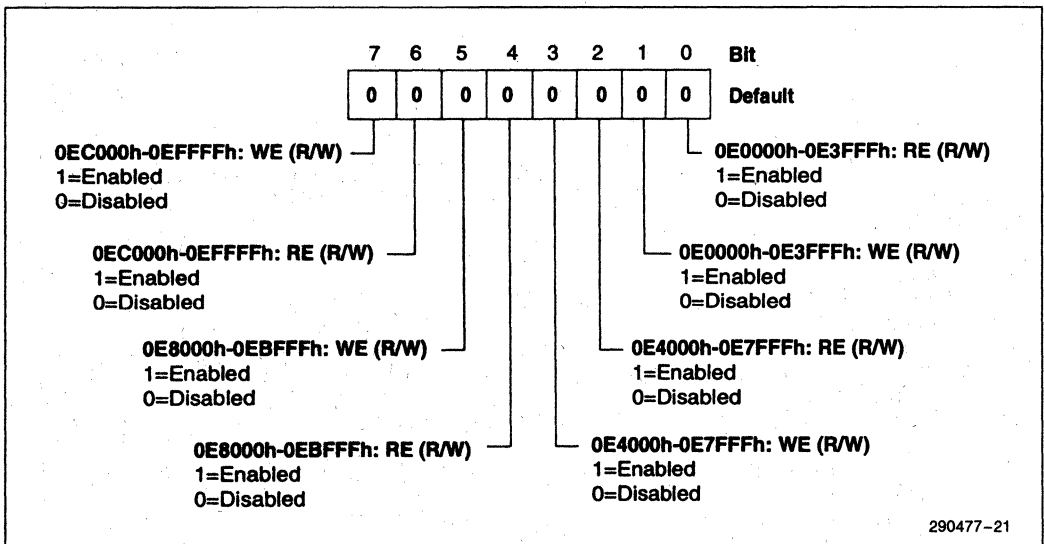 7 6 5 4 3 2 1 0 Bit
0 0 0 0 0 0 0 0 Default
0EC000h-0EFFFFh: WE (R/W)
1=Enabled
0=Disabled
0E0000h-0E3FFFh: RE (R/W)
1=Enabled
0=Disabled
0EC000h-0EFFFFh: RE (R/W)
1=Enabled
0=Disabled
0E0000h-0E3FFFh: WE (R/W)
1=Enabled
0=Disabled
0E8000h-0EBFFFh: WE (R/W)
1=Enabled
0=Disabled
0E4000h-0E7FFFh: RE (R/W)
1=Enabled
0=Disabled
0E8000h-0EBFFFh: RE (R/W)
1=Enabled
0=Disabled
0E4000h-0E7FFFh: WE (R/W)
1=Enabled
0=Disabled
290477-21